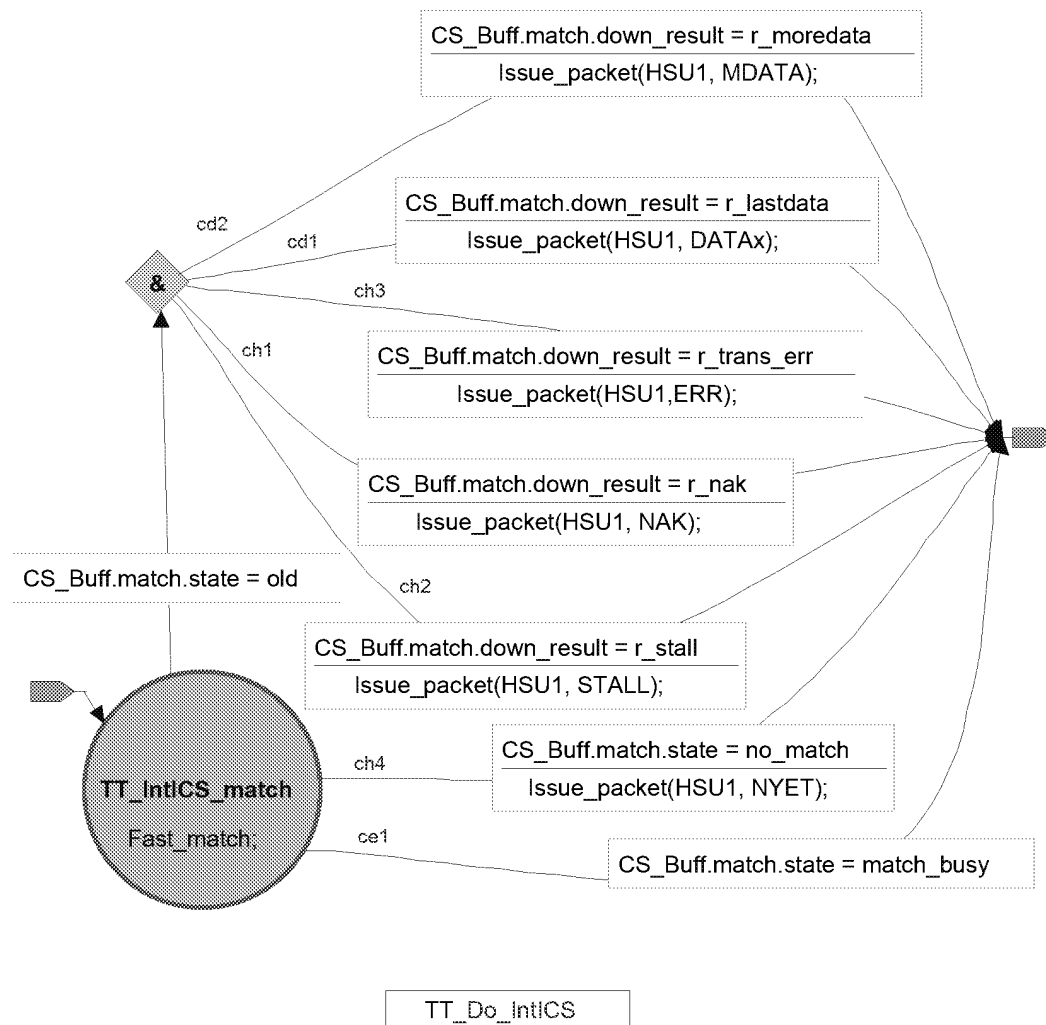 CS_Buff.match.down_result = r_moredata
Issue_packet(HSU1, MDATA);
CS_Buff.match.down_result = r_lastdata
Issue_packet(HSU1, DATAx);
cd2
cd1
&
ch3
ch1
CS_Buff.match.down_result = r_trans_err
Issue_packet(HSU1,ERR);
CS_Buff.match.down_result = r_nak
Issue_packet(HSU1, NAK);
CS_Buff.match.state = old
ch2
CS_Buff.match.down_result = r_stall
Issue_packet(HSU1, STALL);
CS_Buff.match.state = no_match
Issue_packet(HSU1, NYET);
ch4
TT_IntICS_match
Fast_match;
ce1
CS_Buff.match.state = match_busy
TT_Do_IntICS